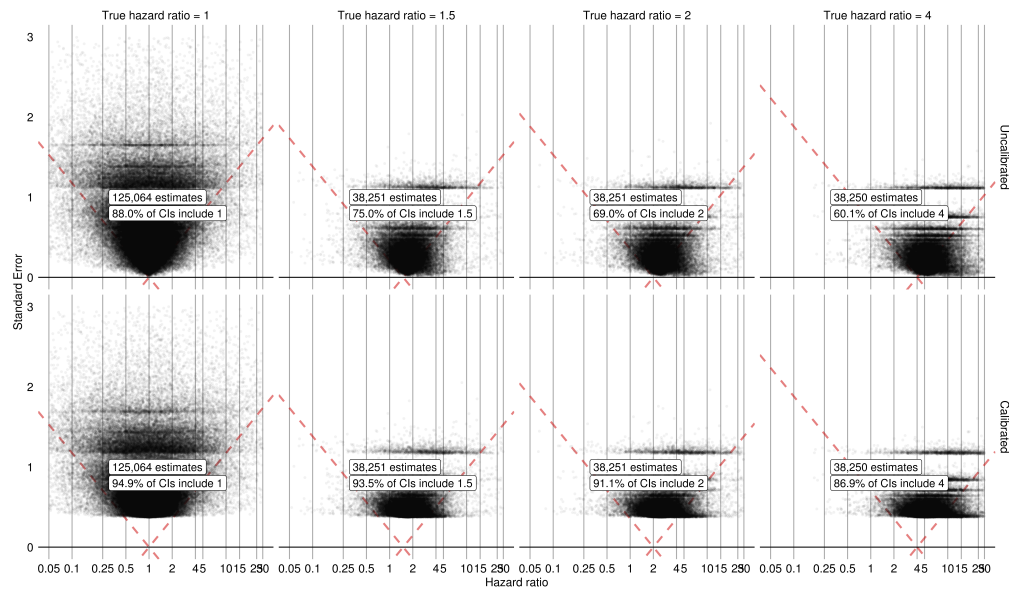 True hazard ratio = 1
True hazard ratio = 1.5
True hazard ratio = 2
True hazard ratio = 4
3
2
1
0
125,064 estimates
88.0% of CIs include 1
38,251 estimates
75.0% of CIs include 1.5
38,251 estimates
69.0% of CIs include 2
38,250 estimates
60.1% of CIs include 4
Uncalibrated
Standard Error
3
2
1
0
125,064 estimates
94.9% of CIs include 1
38,251 estimates
93.5% of CIs include 1.5
38,251 estimates
91.1% of CIs include 2
38,250 estimates
86.9% of CIs include 4
Calibrated
0.05 0.1 0.25 0.5 1 2 4 5 10 15 25 30
0.05 0.1 0.25 0.5 1 2 4 5 10 15 25 30
0.05 0.1 0.25 0.5 1 2 4 5 10 15 25 30
0.05 0.1 0.25 0.5 1 2 4 5 10 15 25 30
Hazard ratio